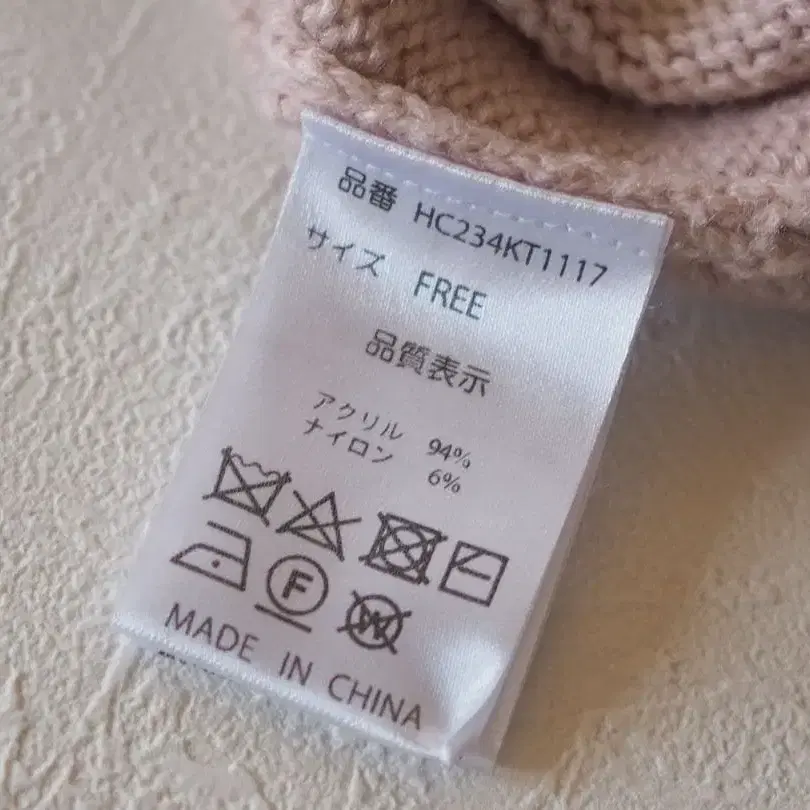 品番 HC234KT1117
サイズ FREE
品質表示
アクリル 94%
ナイロン 6%
F
W
MADE IN CHINA